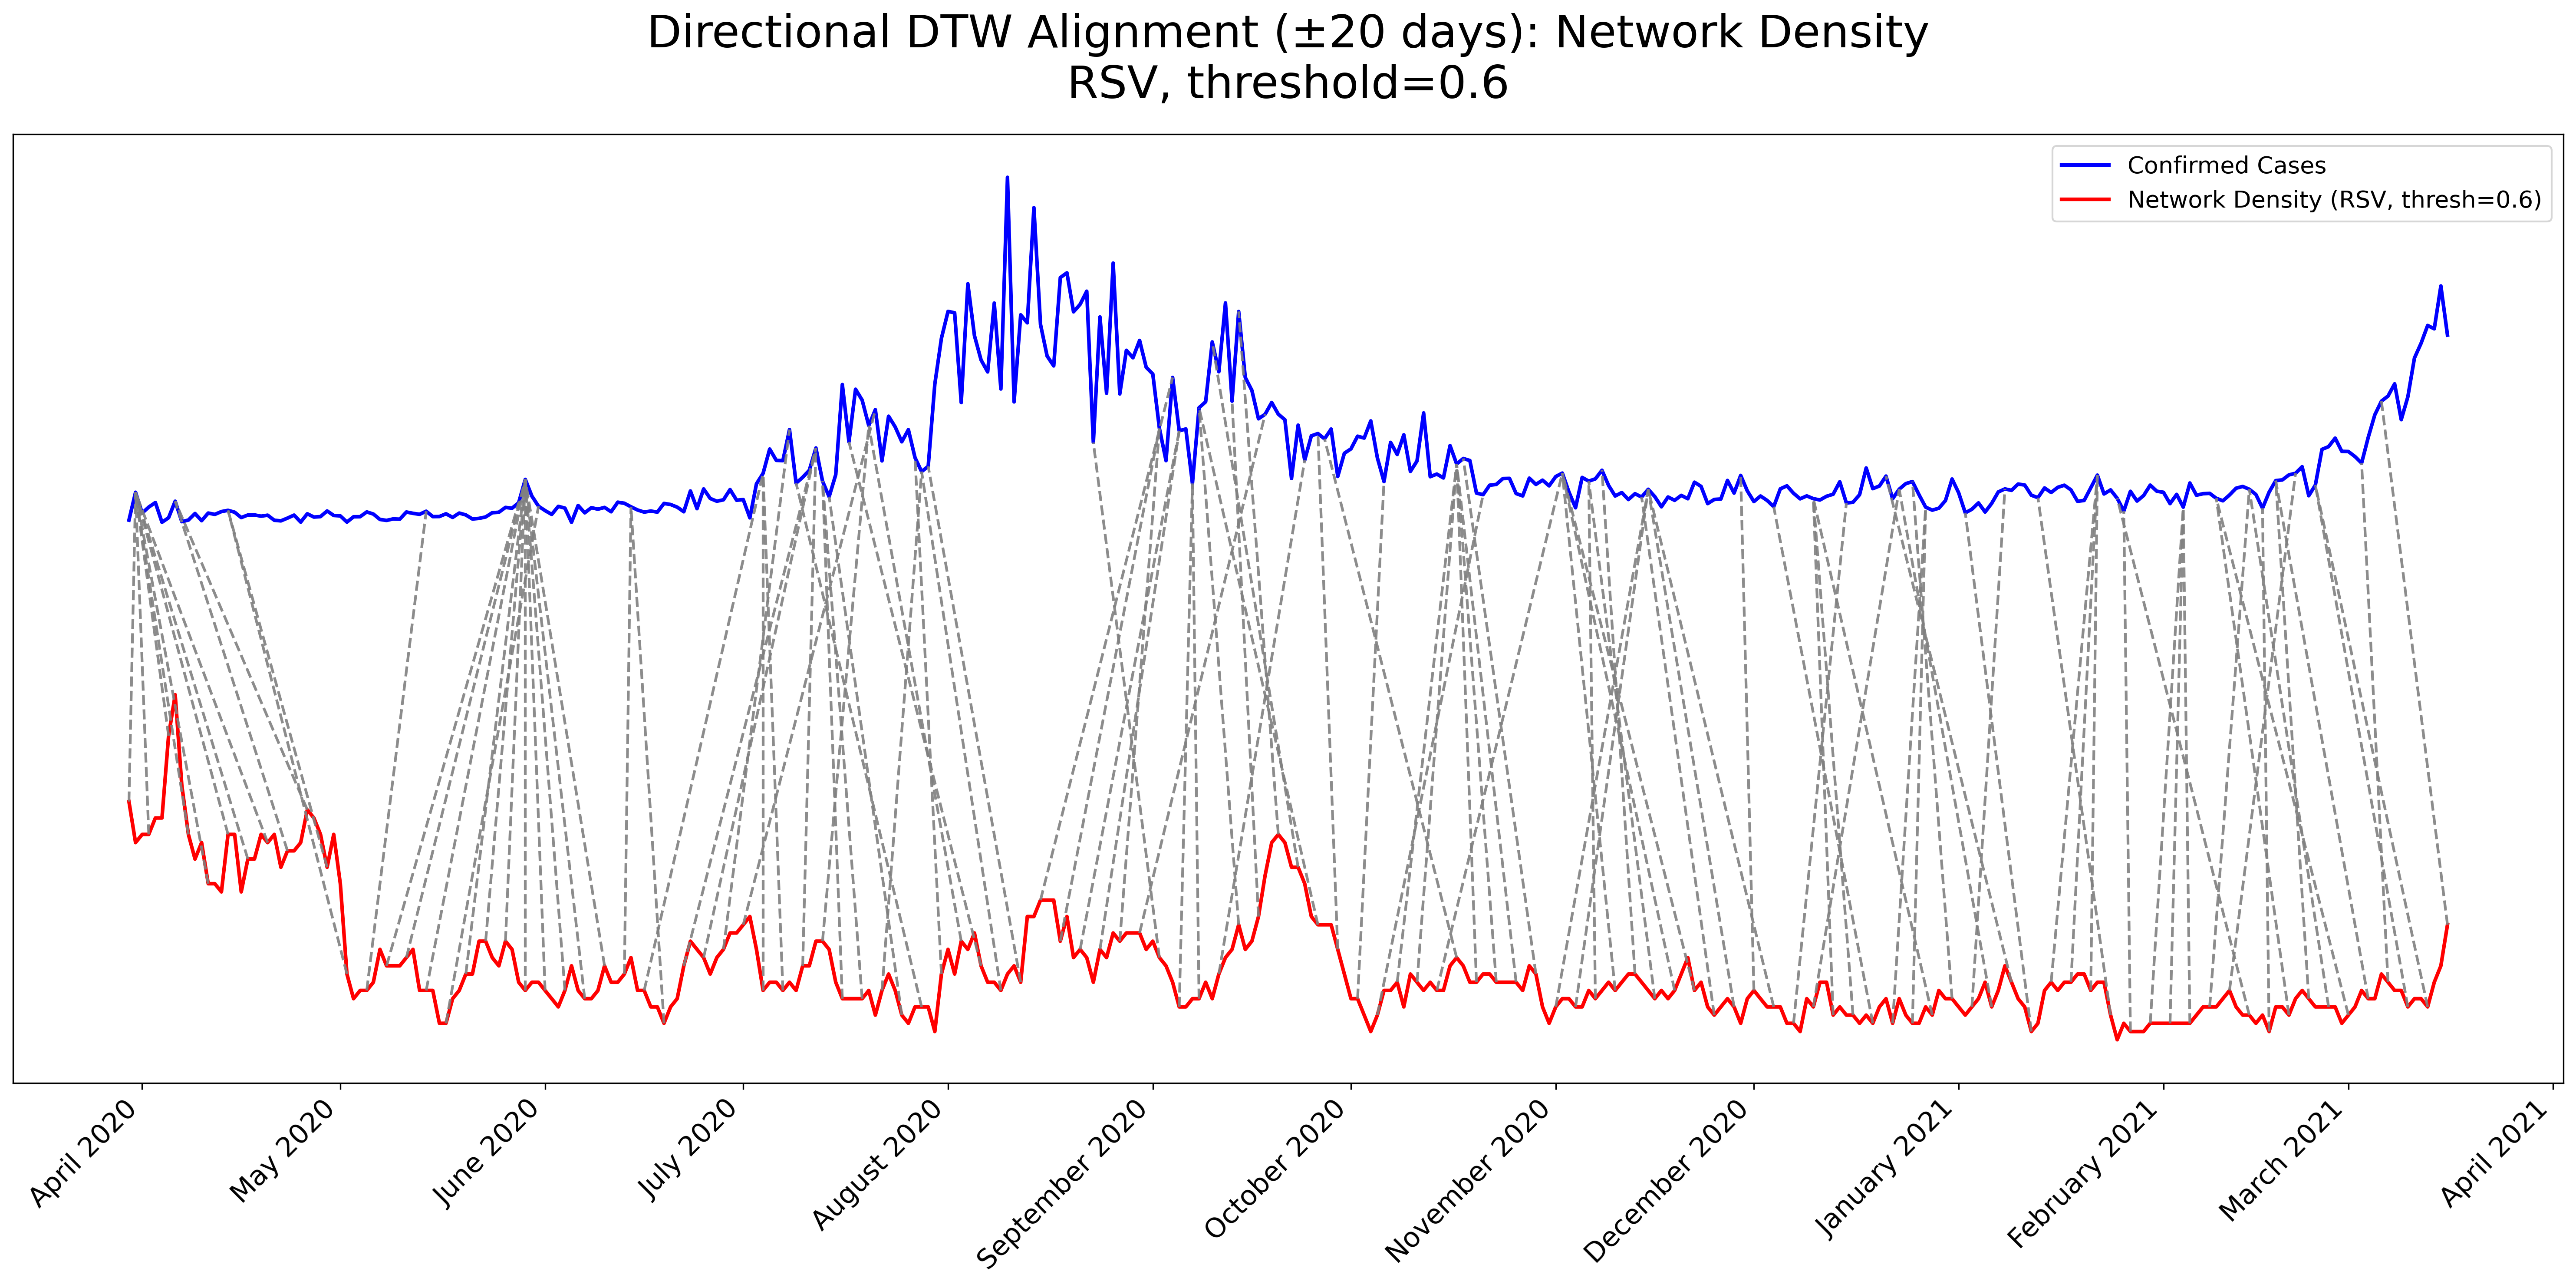 Directional DTW Alignment (±20 days): Network Density
RSV, threshold=0.6
Confirmed Cases
Network Density (RSV, thresh=0.6)
April 2020
May 2020
June 2020
July 2020
August 2020
September 2020
October 2020
November 2020
December 2020
January 2021
February 2021
March 2021
April 2021